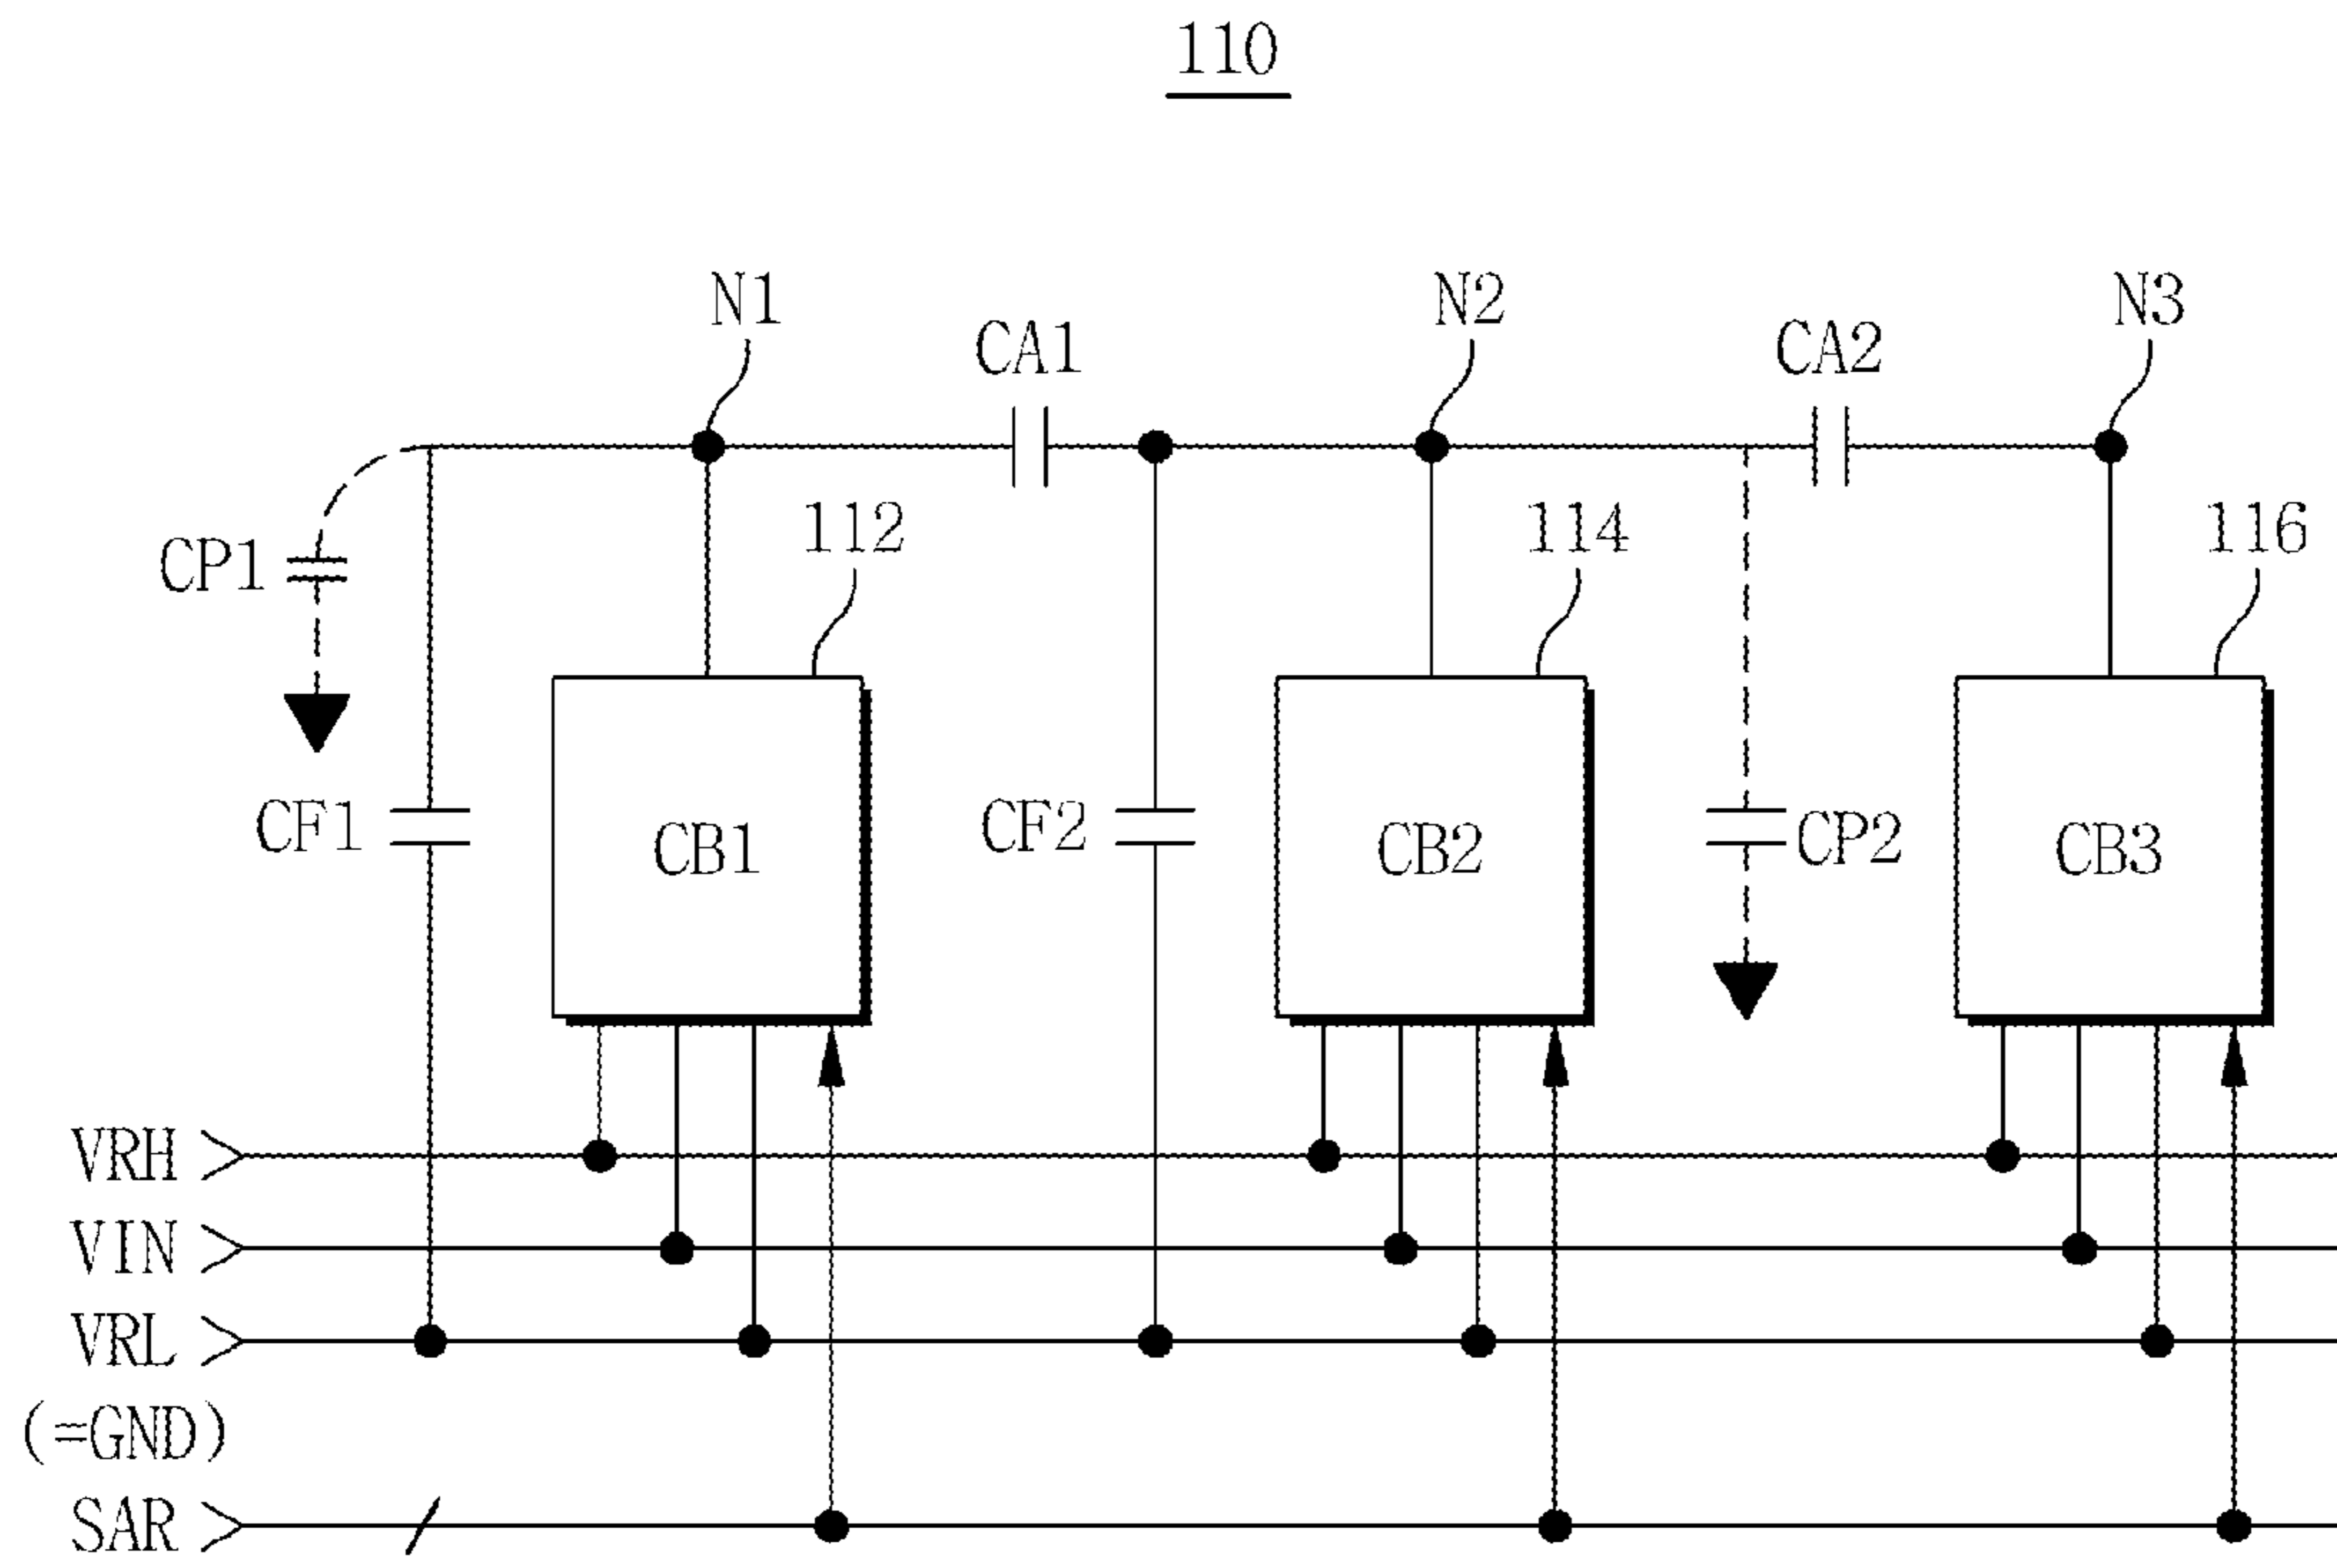 110
N1
N2
N3
CA1
CA2
112
114
116
CP1
CF1
CB1
CF2
CB2
CP2
CB3
VRH
VIN
VRL
(=GND)
SAR